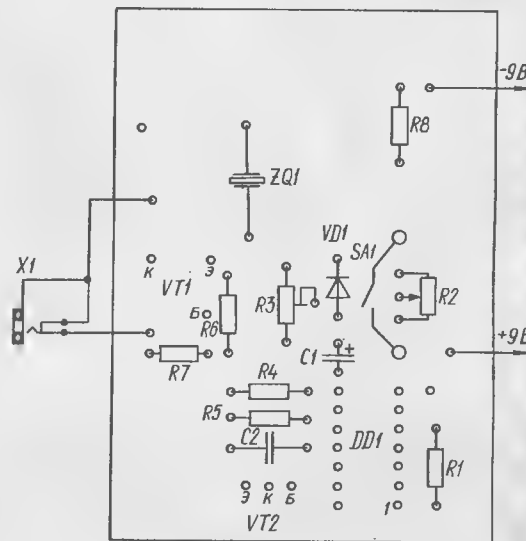 -9В
R8
ZQ1
X1
К
Э
VT1
VD1
SA1
Б
R6
R3
R2
+9В
R7
C1
+
R4
R5
C2
DD1
R1
Э К Б
1
VT2